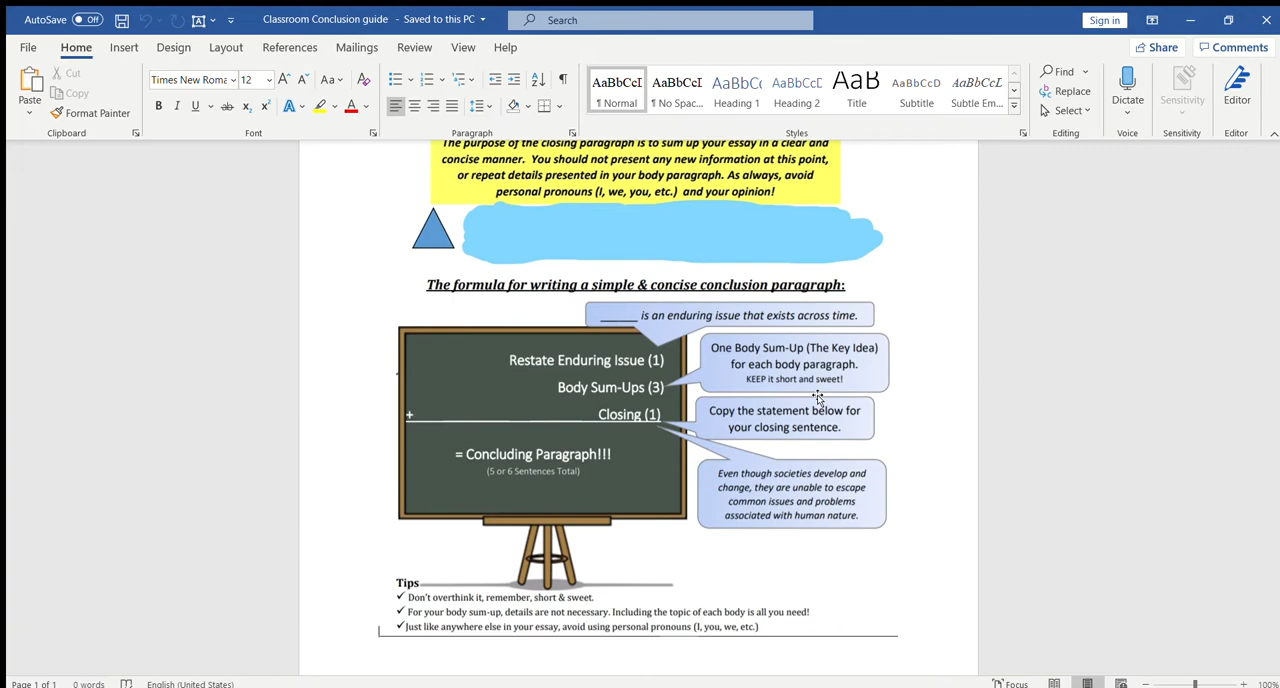 AutoSave Off Classroom Conclusion guide - Saved to this PC Search Sign in
File Home Insert Design Layout References Mailings Review View Help Share Comments
Paste Cut Copy Format Painter Clipboard
Times New Roma 12 Font
Paragraph
AaBbCcI AaBbCcI AaBbCc AaBbCcC AaB AaBbCcD AaBbCcL
¶ Normal ¶ No Spac... Heading 1 Heading 2 Title Subtitle Subtle Em...
Styles
Find Replace Select Editing
Dictate Voice
Sensitivity Sensitivity
Editor Editor
The purpose of the closing paragraph is to sum up your essay in a clear and
concise manner. You should not present any new information at this point,
or repeat details presented in your body paragraph. As always, avoid
personal pronouns (I, we, you, etc.) and your opinion!
The formula for writing a simple & concise conclusion paragraph:
______ is an enduring issue that exists across time.
Restate Enduring Issue (1)
Body Sum-Ups (3)
+ Closing (1)
= Concluding Paragraph!!!
(5 or 6 Sentences Total)
One Body Sum-Up (The Key Idea)
for each body paragraph.
KEEP it short and sweet!
Copy the statement below for
your closing sentence.
Even though societies develop and
change, they are unable to escape
common issues and problems
associated with human nature.
Tips
✓ Don't overthink it, remember, short & sweet.
✓ For your body sum-up, details are not necessary. Including the topic of each body is all you need!
✓ Just like anywhere else in your essay, avoid using personal pronouns (I, you, we, etc.)
Page 1 of 1 0 words English (United States) Focus 100%